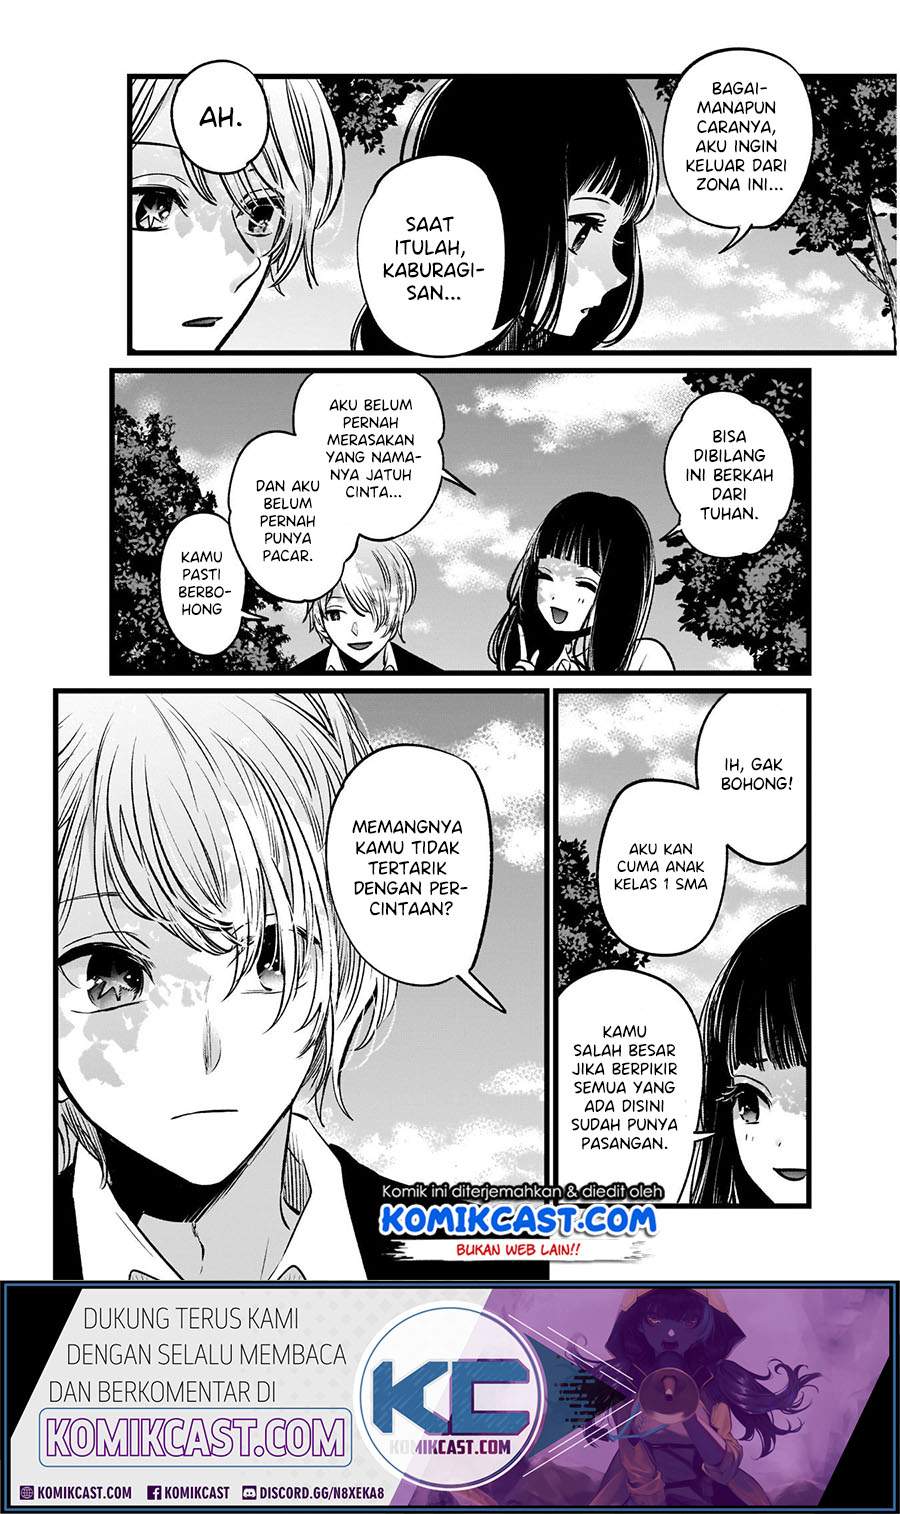 BAGAI-
MANAPUN
CARANYA,
AKU INGIN
KELUAR DARI
ZONA INI...
SAAT
ITULAH,
KABURAGI-
SAN...
AH.
BISA
DIBILANG
INI BERKAH
DARI
TUHAN.
AKU BELUM
PERNAH
MERASAKAN
YANG NAMA-
NYA JATUH
CINTA...
DAN AKU
BELUM
PERNAH
PUNYA
PACAR.
KAMU
PASTI
BERBO-
HONG
IH, GAK
BOHONG!
AKU KAN
CUMA ANAK
KELAS 1 SMA
KAMU
SALAH BESAR
JIKA BERPIKIR
SEMUA YANG
ADA DISINI
SUDAH PUNYA
PASANGAN.
MEMANGNYA
KAMU TIDAK
TERTARIK
DENGAN PER-
CINTAAN?
Komik ini diterjemahkan & diedit oleh
KOMIKCAST.COM
BUKAN WEB LAIN!!
DUKUNG TERUS KAMI
DENGAN SELALU MEMBACA
DAN BERKOMENTAR DI
KOMIKCAST.COM
KOMIKCAST.COM KOMIKCAST DISCORD.GG/N8XEKA8
KC
KOMIKCAST.COM